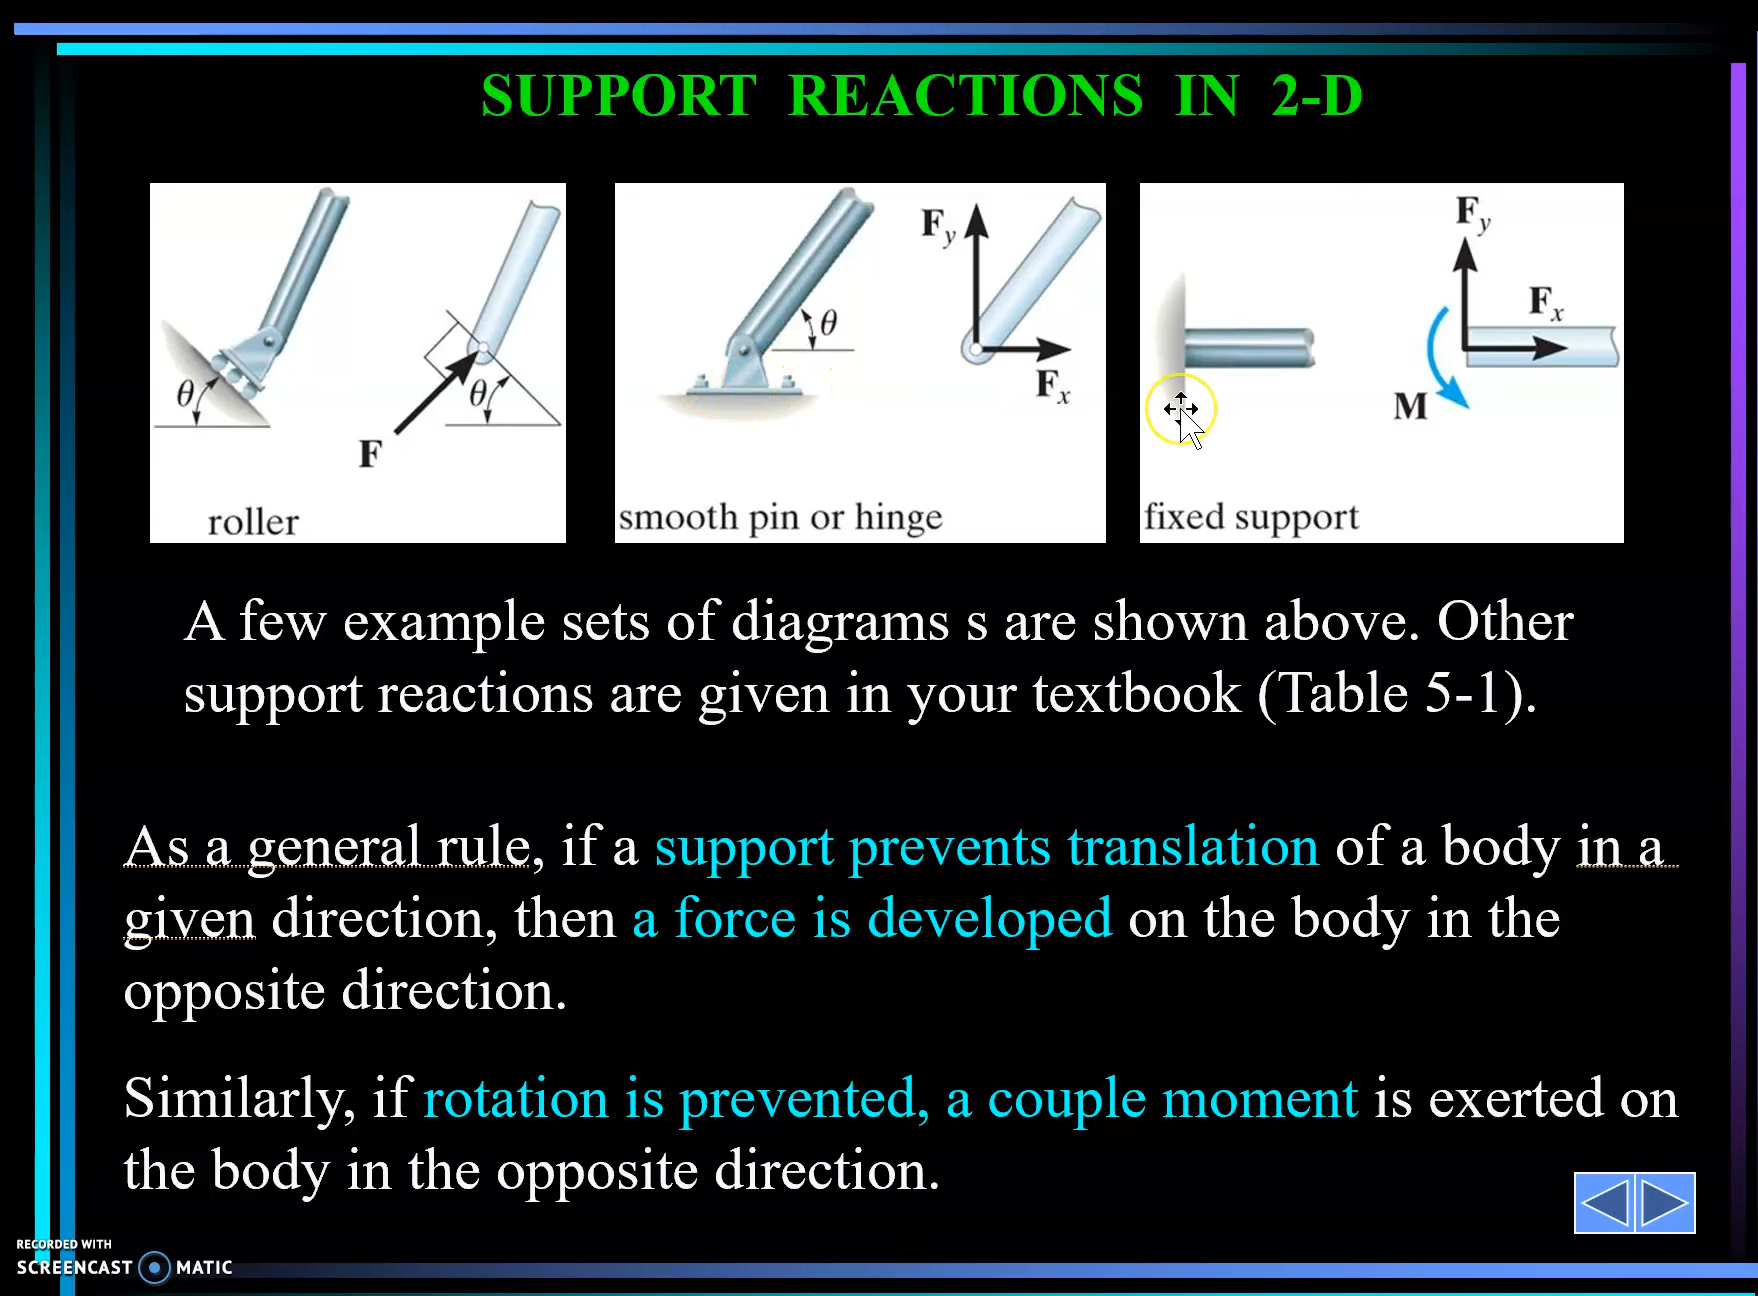 SUPPORT REACTIONS IN 2-D
θ
θ
F
roller
θ
Fy
Fx
smooth pin or hinge
Fy
Fx
M
fixed support
A few example sets of diagrams s are shown above. Other
support reactions are given in your textbook (Table 5-1).
As a general rule, if a support prevents translation of a body in a
given direction, then a force is developed on the body in the
opposite direction.
Similarly, if rotation is prevented, a couple moment is exerted on
the body in the opposite direction.
RECORDED WITH
SCREENCAST MATIC